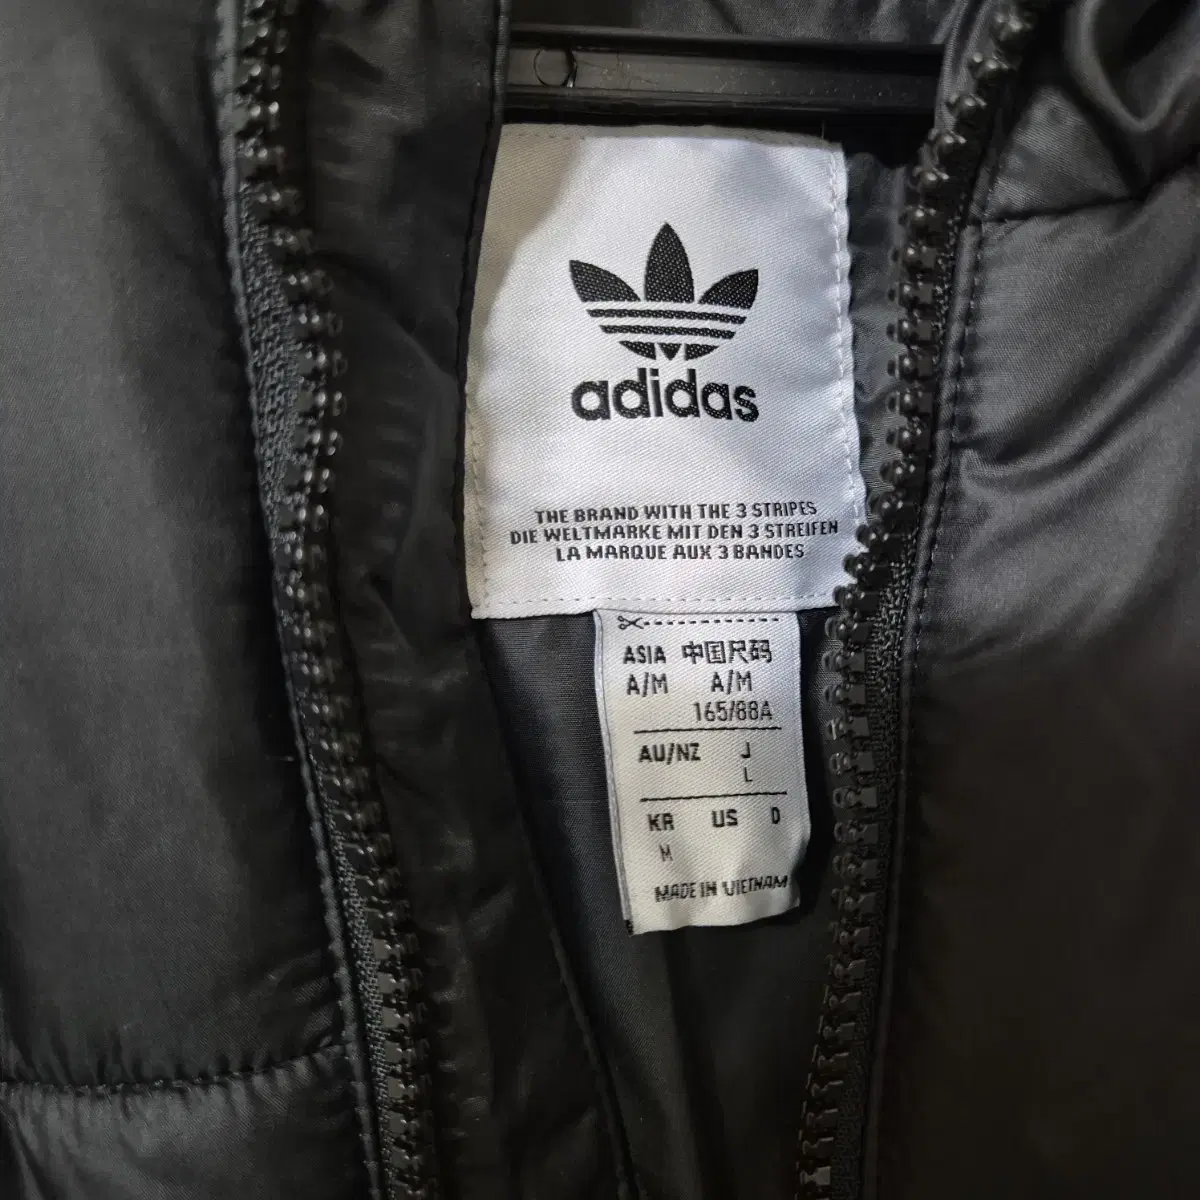 adidas
THE BRAND WITH THE 3 STRIPES
DIE WELTMARKE MIT DEN 3 STREIFEN
LA MARQUE AUX 3 BANDES
ASIA 中国尺码
A/M A/M
165/88A
AU/NZ J
L
KR US D
M
MADE IN VIETNAM